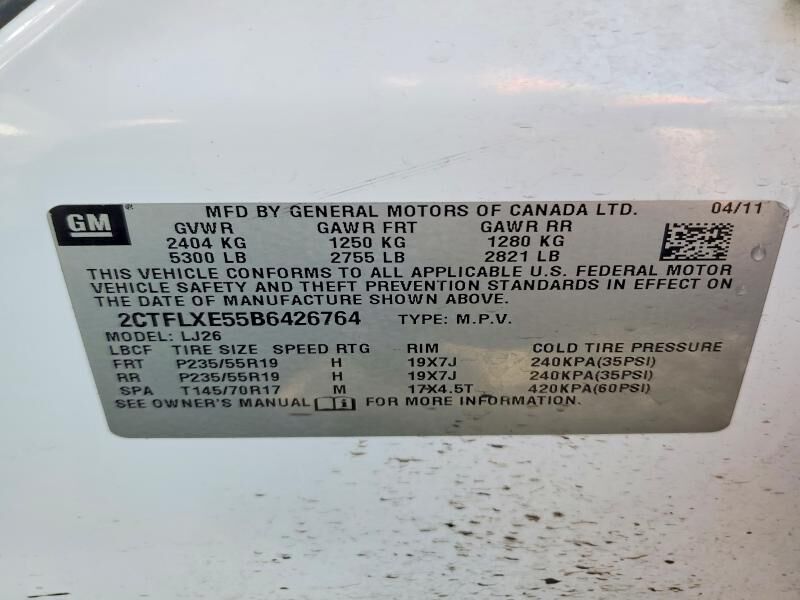 GM
MFD BY GENERAL MOTORS OF CANADA LTD. 04/11
GVWR GAWR FRT GAWR RR
2404 KG 1250 KG 1280 KG
5300 LB 2755 LB 2821 LB
THIS VEHICLE CONFORMS TO ALL APPLICABLE U.S. FEDERAL MOTOR
VEHICLE SAFETY AND THEFT PREVENTION STANDARDS IN EFFECT ON
THE DATE OF MANUFACTURE SHOWN ABOVE.
2CTFLXE55B6426764 TYPE: M.P.V.
MODEL: LJ26
LBCF TIRE SIZE SPEED RTG RIM COLD TIRE PRESSURE
FRT P235/55R19 H 19X7J 240KPA(35PSI)
RR P235/55R19 H 19X7J 240KPA(35PSI)
SPA T145/70R17 M 17X4.5T 420KPA(60PSI)
SEE OWNER'S MANUAL FOR MORE INFORMATION.